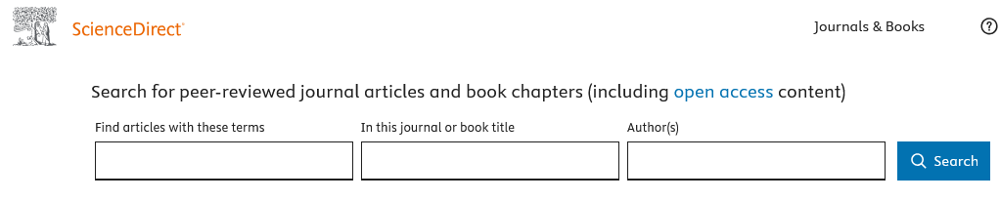 ScienceDirect®
Journals & Books
?
Search for peer-reviewed journal articles and book chapters (including open access content)
Find articles with these terms
In this journal or book title
Author(s)
Search